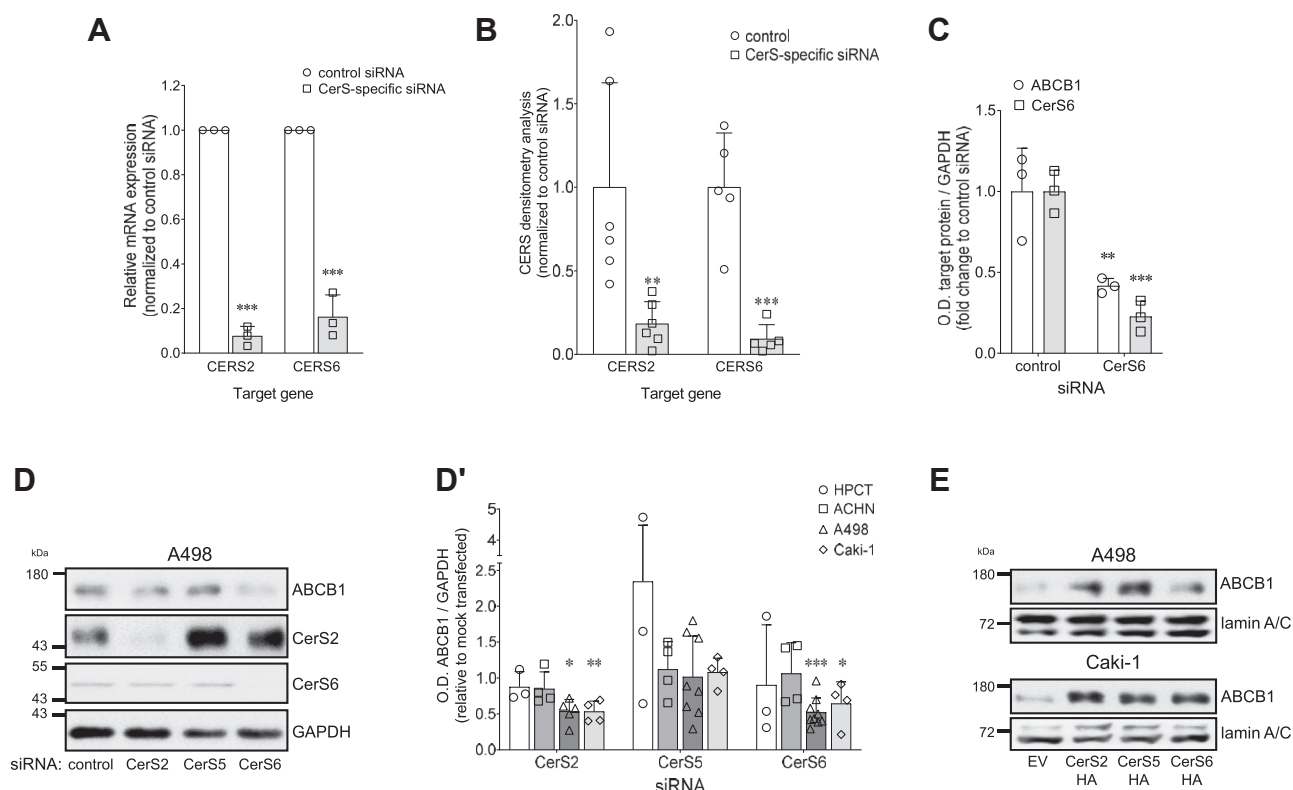 A
control siRNA
CerS-specific siRNA
Relative mRNA expression
(normalized to control siRNA)
1.2
1.0
0.8
0.6
0.4
0.2
0.0
***
***
CERS2 CERS6
Target gene
B
control
CerS-specific siRNA
CERS densitometry analysis
(normalized to control siRNA)
2.0
1.5
1.0
0.5
0.0
**
***
CERS2 CERS6
Target gene
C
ABCB1
CerS6
O.D. target protein / GAPDH
(fold change to control siRNA)
1.5
1.0
0.5
0.0
**
***
control CerS6
siRNA
D
kDa
A498
180
ABCB1
CerS2
43
55
CerS6
43
43
GAPDH
siRNA: control CerS2 CerS5 CerS6
D'
HPCT
ACHN
A498
Caki-1
O.D. ABCB1 / GAPDH
(relative to mock transfected)
5
4
2.5
2.0
1.5
1.0
0.5
0.0
* **
*** *
CerS2 CerS5 CerS6
siRNA
E
kDa
A498
180
ABCB1
72
lamin A/C
Caki-1
180
ABCB1
72
lamin A/C
EV CerS2 CerS5 CerS6
HA HA HA